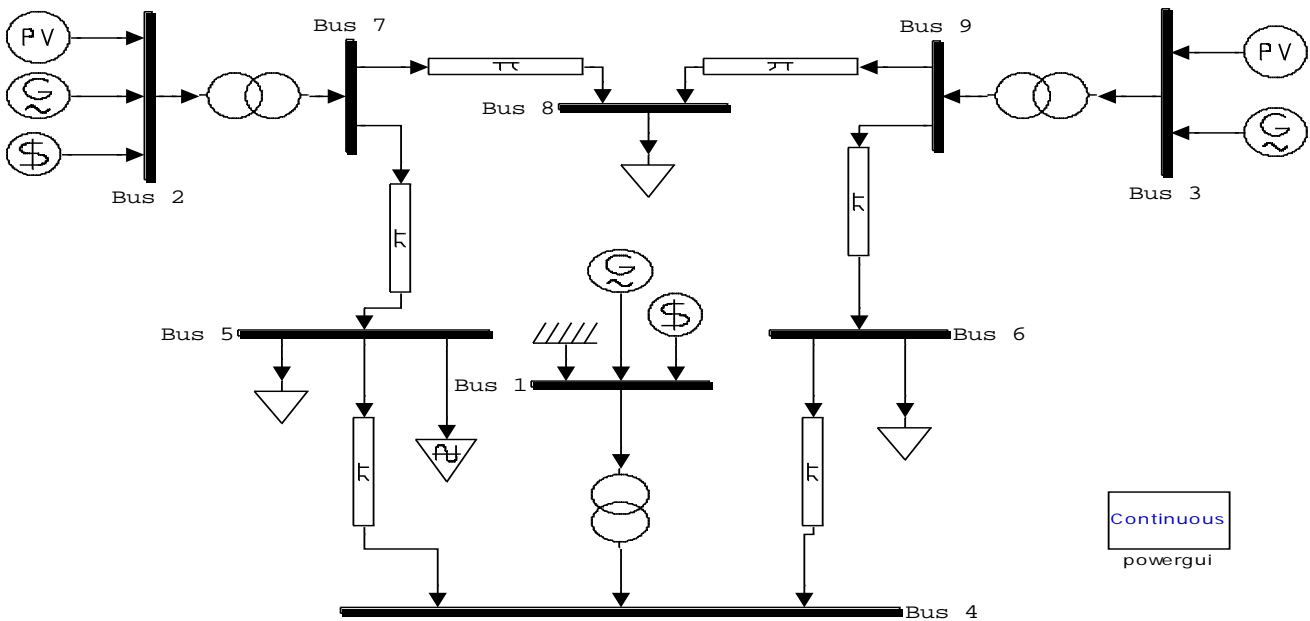 Bus 7
Bus 9
PV
PV
π
π
G
Bus 8
G
$
Bus 2
Bus 3
π
π
G
$
Bus 5
Bus 6
Bus 1
π
π
Continuous
powergui
Bus 4